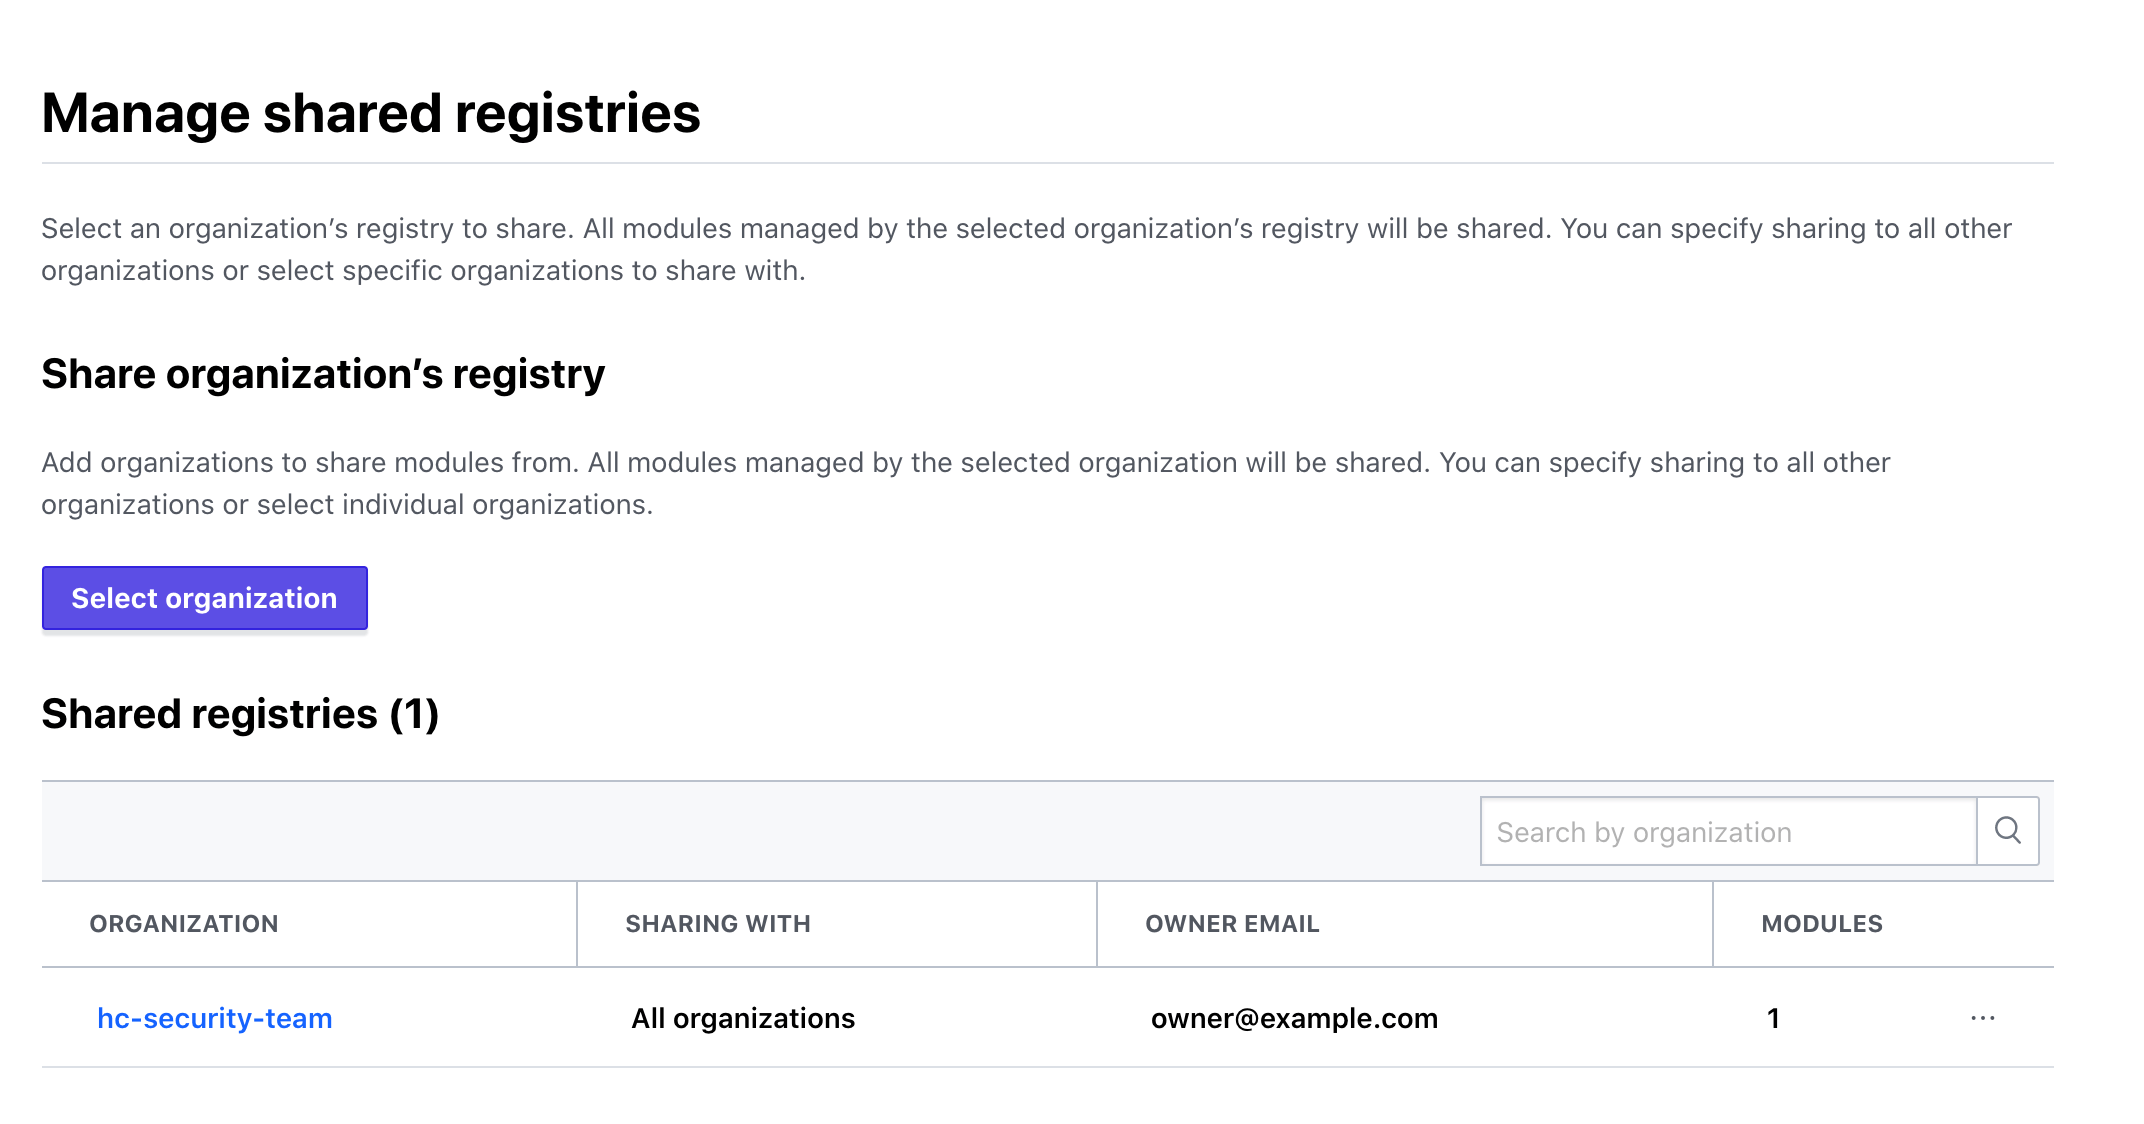 Manage shared registries
Select an organization’s registry to share. All modules managed by the selected organization’s registry will be shared. You can specify sharing to all other
organizations or select specific organizations to share with.
Share organization’s registry
Add organizations to share modules from. All modules managed by the selected organization will be shared. You can specify sharing to all other
organizations or select individual organizations.
Select organization
Shared registries (1)
Search by organization
ORGANIZATION SHARING WITH OWNER EMAIL MODULES
hc-security-team All organizations owner@example.com 1 ...